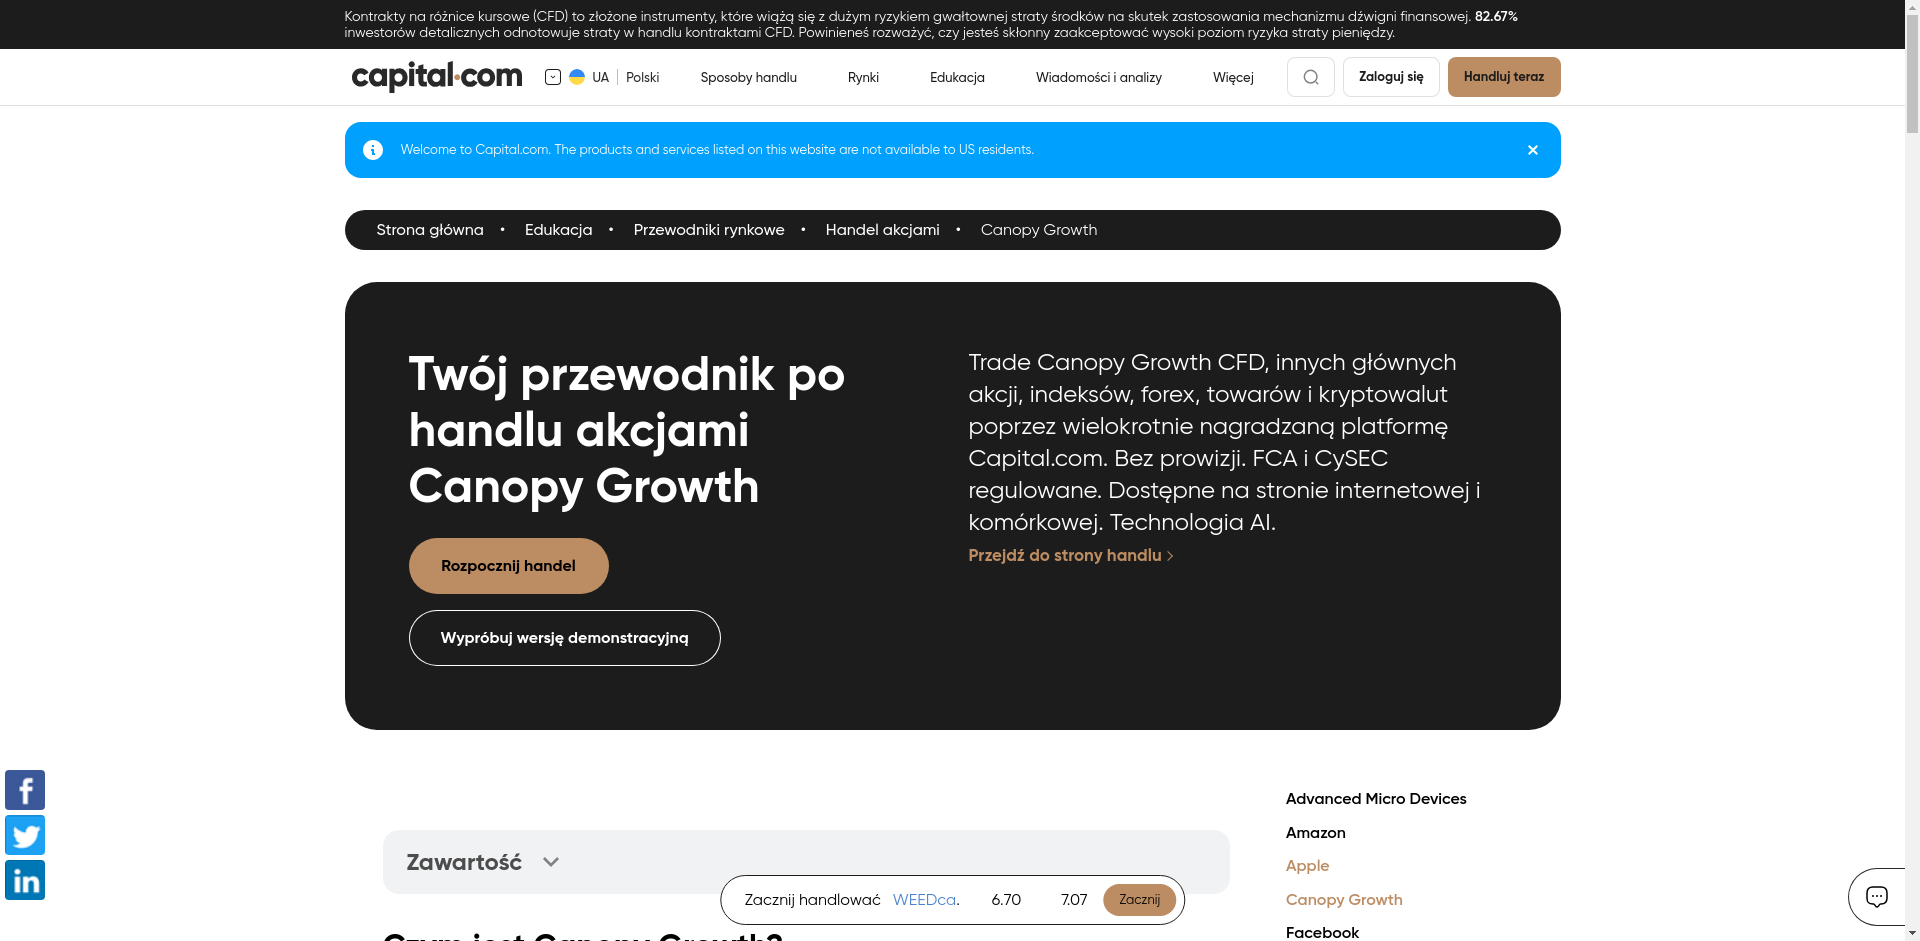 Kontrakty na różnice kursowe (CFD) to złożone instrumenty, które wiążą się z dużym ryzykiem gwałtownej straty środków na skutek zastosowania mechanizmu dźwigni finansowej. 82.67%
inwestorów detalicznych odnotowuje straty w handlu kontraktami CFD. Powinieneś rozważyć, czy jesteś skłonny zaakceptować wysoki poziom ryzyka straty pieniędzy.
capital.com
UA
Polski
Sposoby handlu
Rynki
Edukacja
Wiadomości i analizy
Więcej
Zaloguj się
Handluj teraz
Welcome to Capital.com. The products and services listed on this website are not available to US residents.
Strona główna • Edukacja • Przewodniki rynkowe • Handel akcjami • Canopy Growth
Twój przewodnik po
handlu akcjami
Canopy Growth
Rozpocznij handel
Wypróbuj wersję demonstracyjną
Trade Canopy Growth CFD, innych głównych
akcji, indeksów, forex, towarów i kryptowalut
poprzez wielokrotnie nagradzaną platformę
Capital.com. Bez prowizji. FCA i CySEC
regulowane. Dostępne na stronie internetowej i
komórkowej. Technologia AI.
Przejdź do strony handlu
Zawartość
Czym jest Canopy Growth?
Advanced Micro Devices
Amazon
Apple
Canopy Growth
Facebook
Zacznij handlować WEEDca. 6.70 7.07 Zacznij